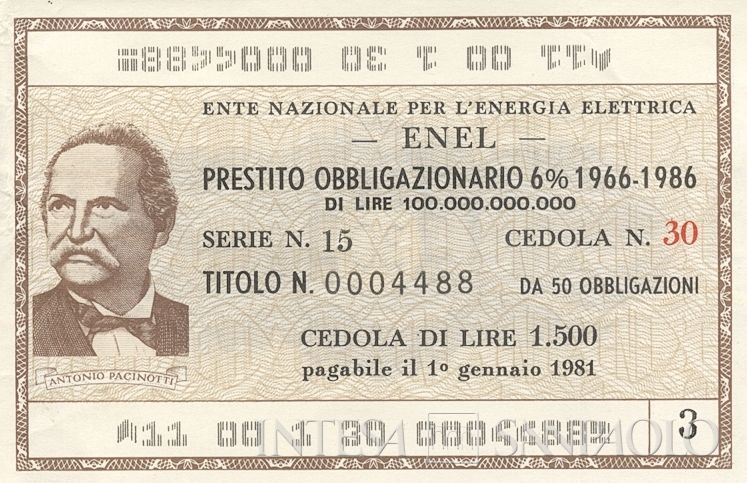 ENTE NAZIONALE PER L'ENERGIA ELETTRICA
— ENEL —
PRESTITO OBBLIGAZIONARIO 6% 1966-1986
DI LIRE 100.000.000.000
SERIE N. 15 CEDOLA N. 30
TITOLO N. 0004488 DA 50 OBBLIGAZIONI
CEDOLA DI LIRE 1.500
pagabile il 1º gennaio 1981
ANTONIO PACINOTTI
3
INTESA SANPAOLO